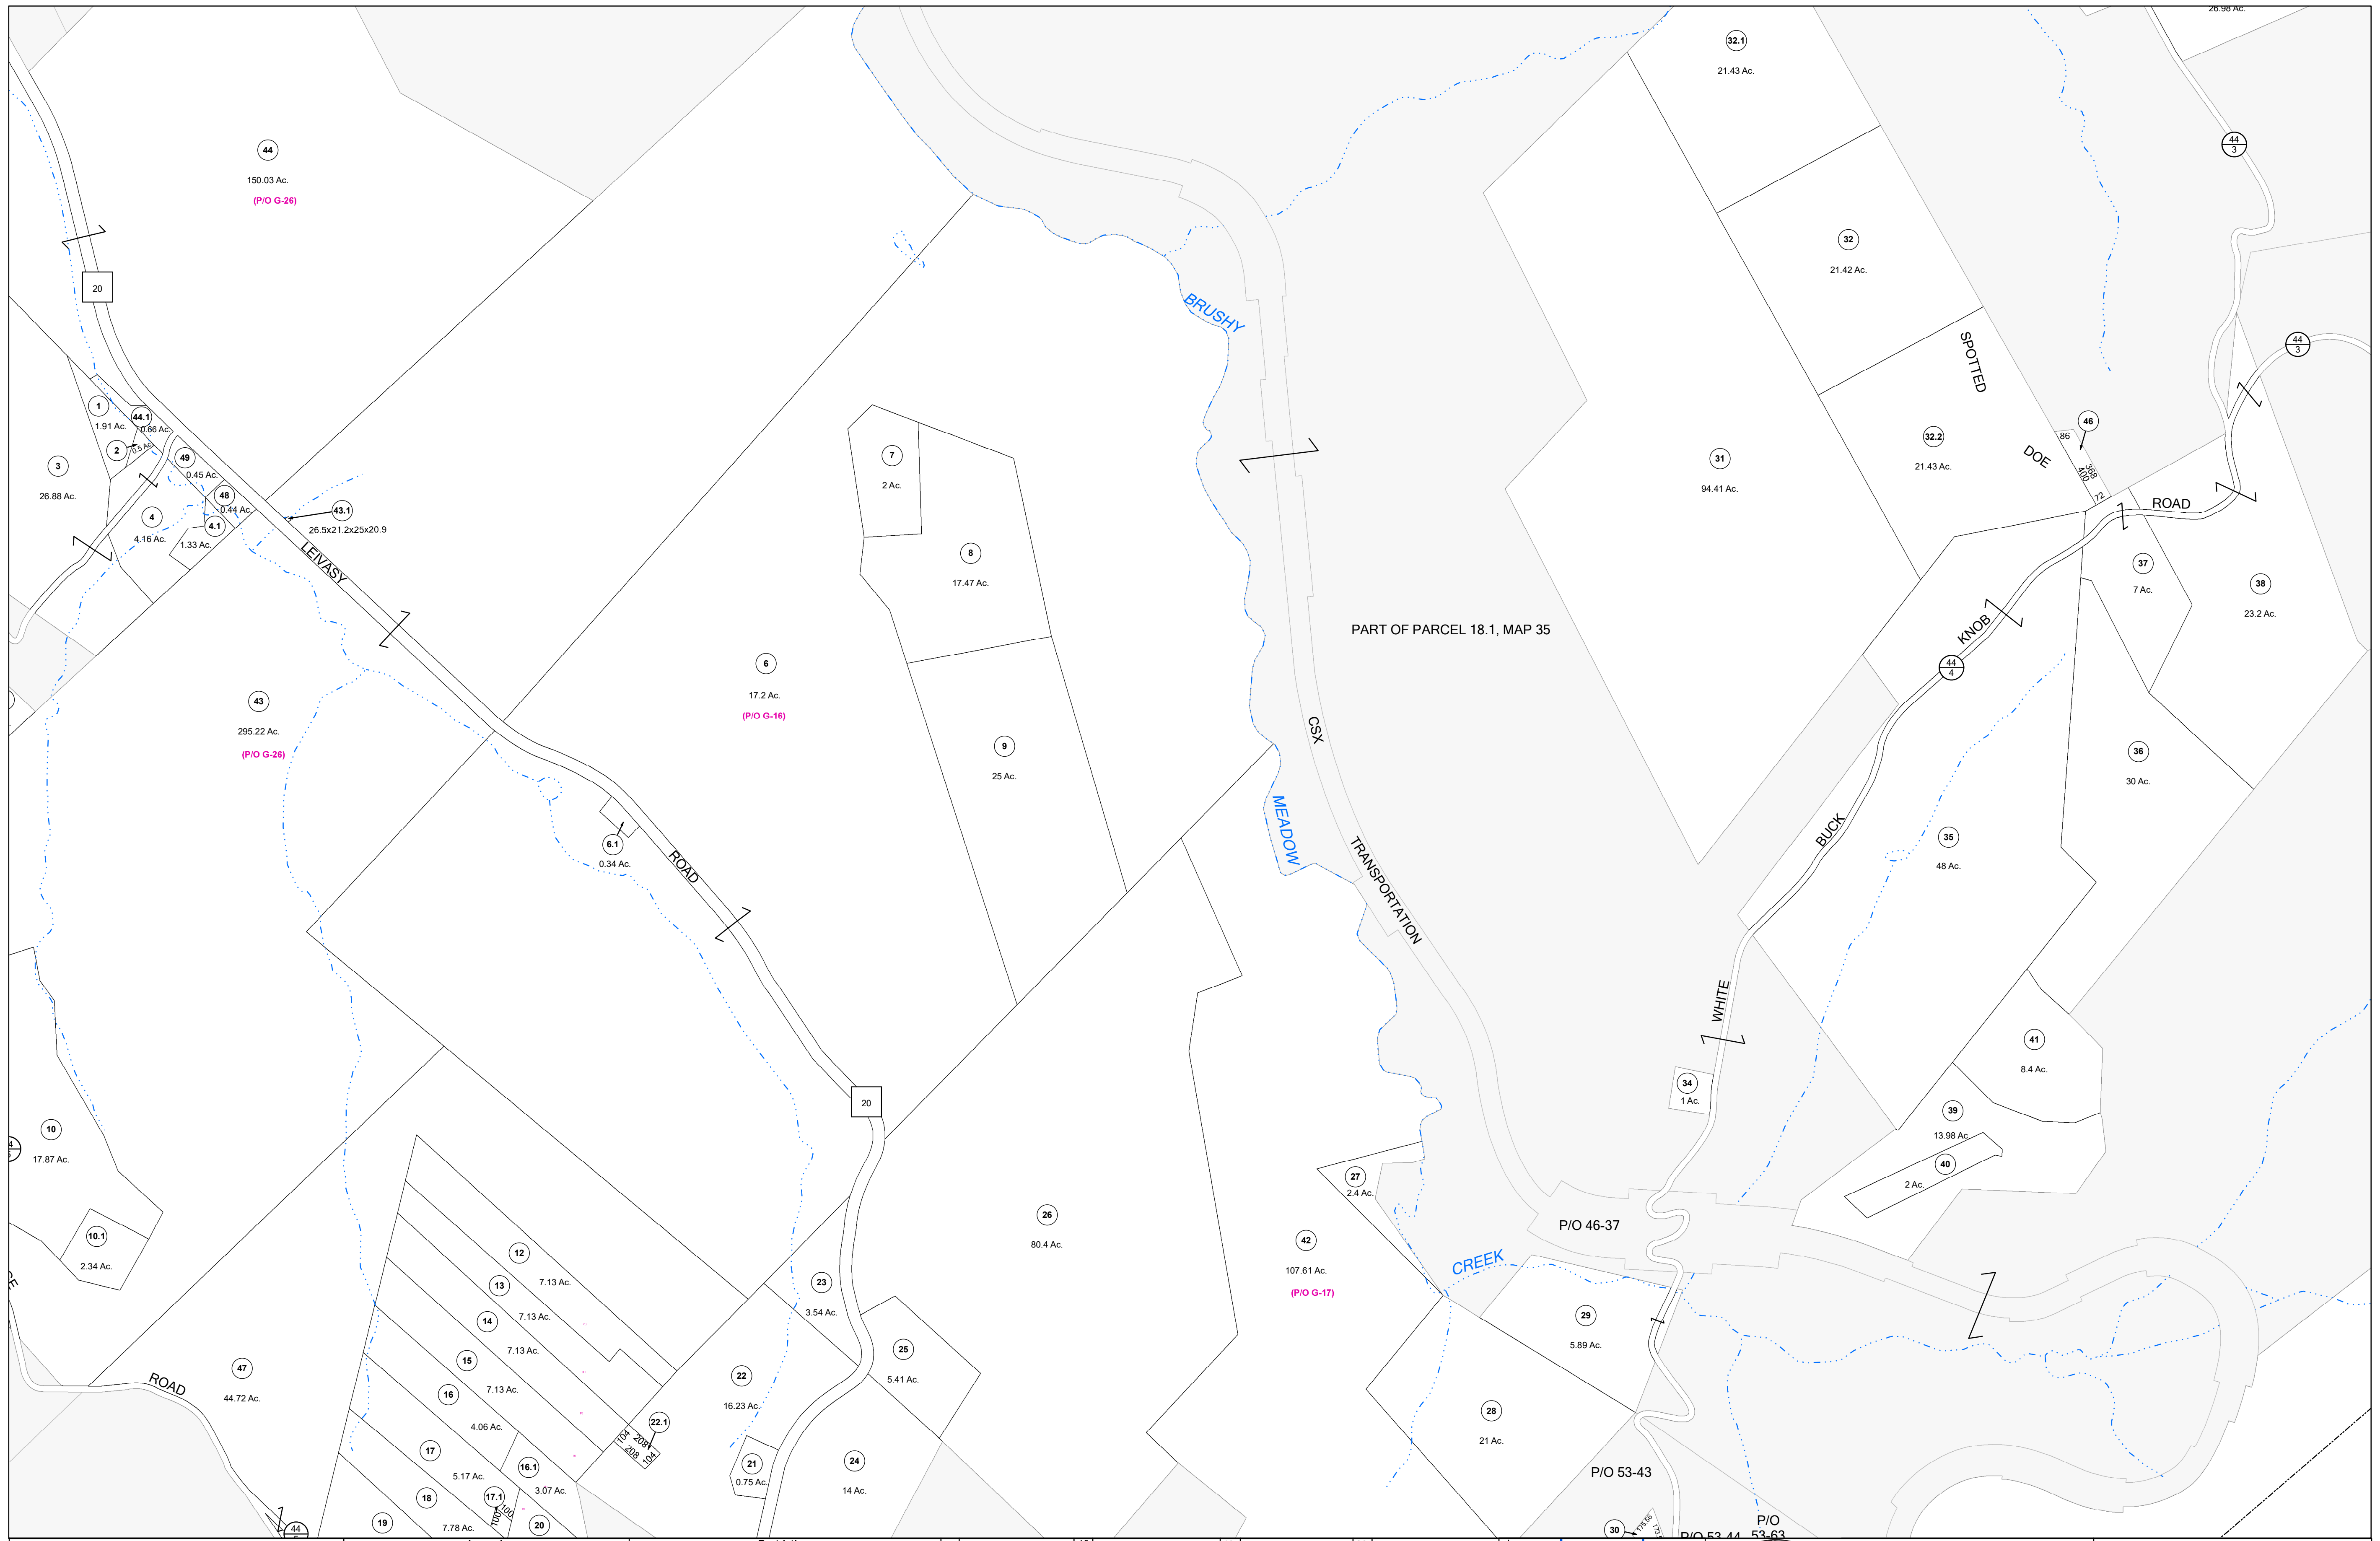 26.98 Ac.
32.1
21.43 Ac.
44
3
44
150.03 Ac.
(P/O G-26)
32
21.42 Ac.
20
BRUSHY
44
3
SPOTTED
1
1.91 Ac.
44.1
0.66 Ac.
2
0.5 Ac.
46
86
368
400
72
32.2
21.43 Ac.
DOE
ROAD
7
2 Ac.
31
94.41 Ac.
3
26.88 Ac.
49
0.45 Ac.
48
0.44 Ac.
4
4.16 Ac.
4.1
1.33 Ac.
43.1
26.5x21.2x25x20.9
LEIVASY
8
17.47 Ac.
37
7 Ac.
38
23.2 Ac.
PART OF PARCEL 18.1, MAP 35
KNOB
44
4
6
17.2 Ac.
(P/O G-16)
43
295.22 Ac.
(P/O G-26)
CSX
9
25 Ac.
36
30 Ac.
MEADOW
BUCK
35
48 Ac.
6.1
0.34 Ac.
ROAD
TRANSPORTATION
WHITE
41
8.4 Ac.
34
1 Ac.
20
39
13.98 Ac.
10
17.87 Ac.
40
2 Ac.
27
2.4 Ac.
26
80.4 Ac.
P/O 46-37
10.1
2.34 Ac.
42
107.61 Ac.
(P/O G-17)
CREEK
12
7.13 Ac.
13
7.13 Ac.
23
3.54 Ac.
14
7.13 Ac.
29
5.89 Ac.
25
5.41 Ac.
15
7.13 Ac.
47
44.72 Ac.
ROAD
22
16.23 Ac.
16
4.06 Ac.
28
21 Ac.
22.1
104
208
208
104
17
5.17 Ac.
16.1
3.07 Ac.
21
0.75 Ac.
24
14 Ac.
P/O 53-43
18
7.78 Ac.
17.1
100
100
19
20
44
30
175.56
P/O 53-44
P/O
53-63